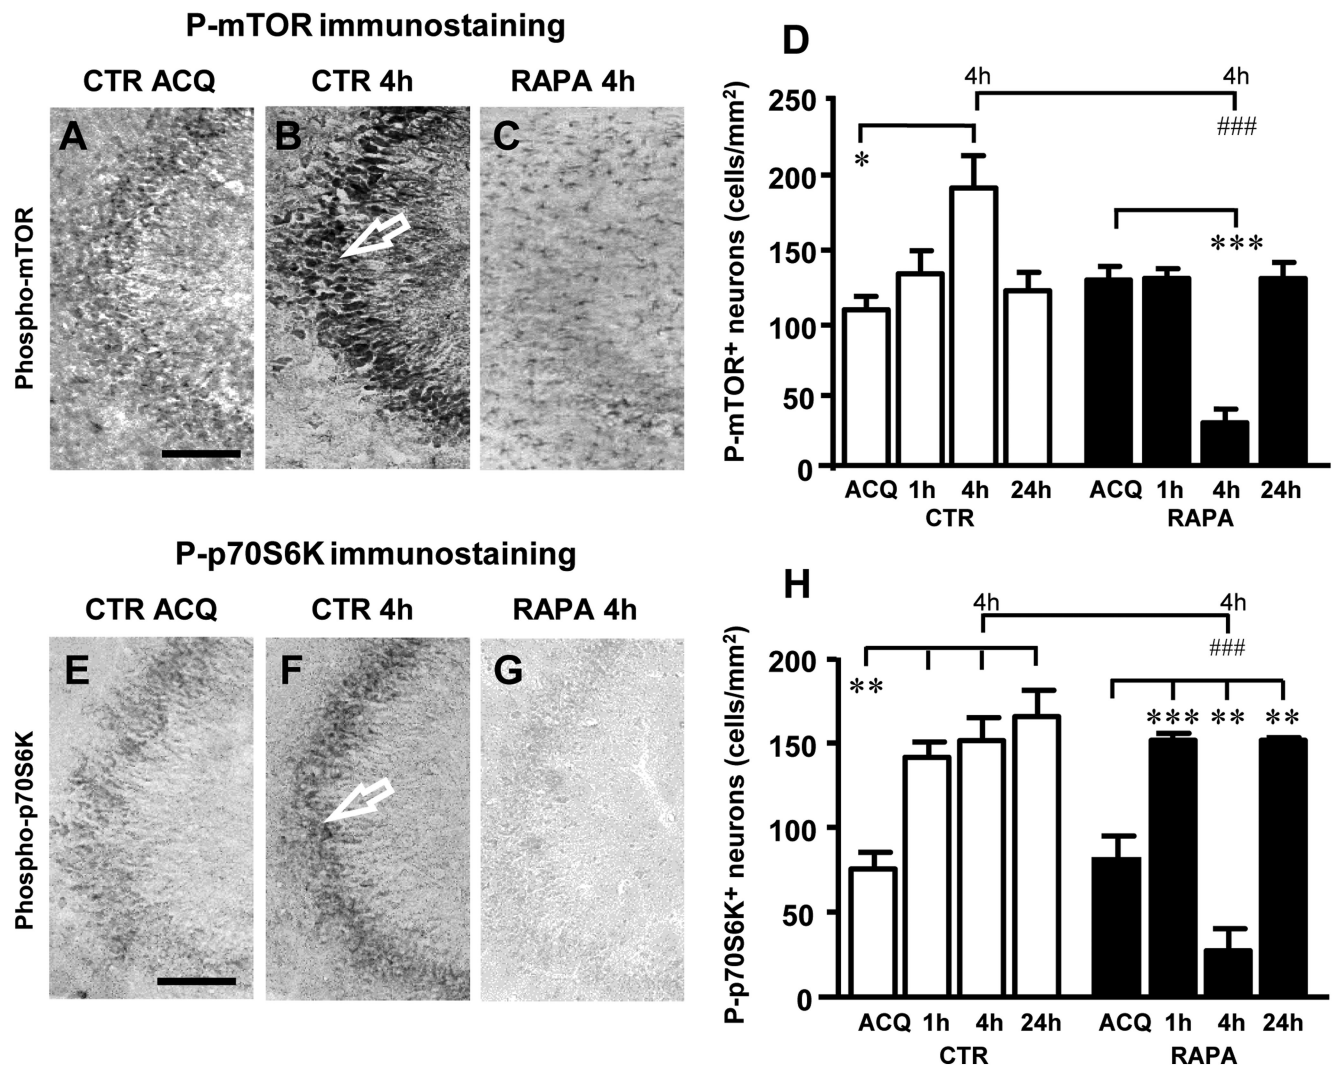 P-mTOR immunostaining
CTR ACQ CTR 4h RAPA 4h
A B C
Phospho-mTOR
D
4h 4h
###
*
***
250
200
150
100
50
0
P-mTOR+ neurons (cells/mm²)
ACQ 1h 4h 24h ACQ 1h 4h 24h
CTR RAPA
P-p70S6K immunostaining
CTR ACQ CTR 4h RAPA 4h
E F G
Phospho-p70S6K
H
4h 4h
###
**
*** ** **
200
150
100
50
0
P-p70S6K+ neurons (cells/mm²)
ACQ 1h 4h 24h ACQ 1h 4h 24h
CTR RAPA